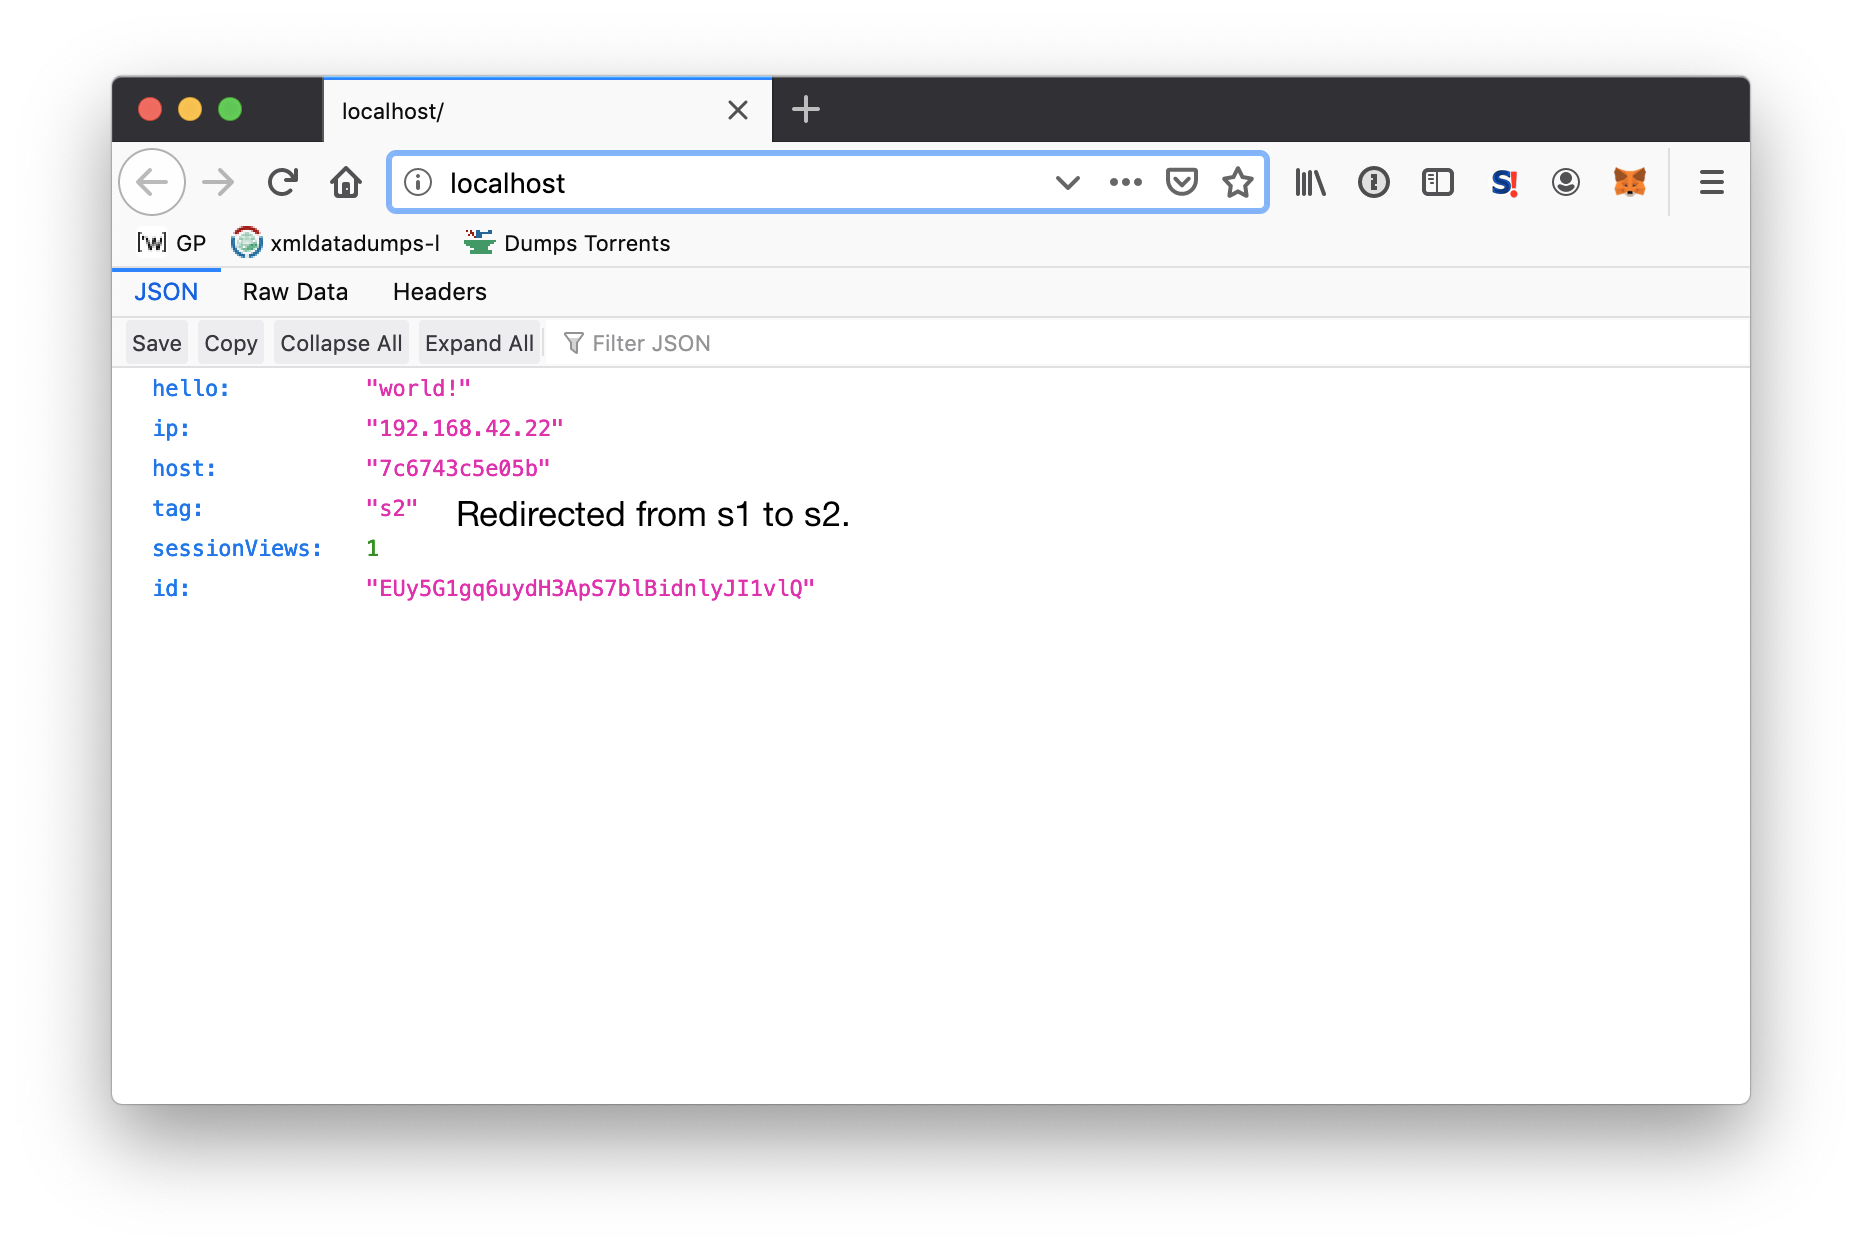 localhost/
localhost
S!
['W] GP xmldatadumps-l Dumps Torrents
JSON Raw Data Headers
Save Copy Collapse All Expand All Filter JSON
hello: "world!"
ip: "192.168.42.22"
host: "7c6743c5e05b"
tag: "s2" Redirected from s1 to s2.
sessionViews: 1
id: "EUy5G1gq6uydH3ApS7blBidnlyJI1vlQ"